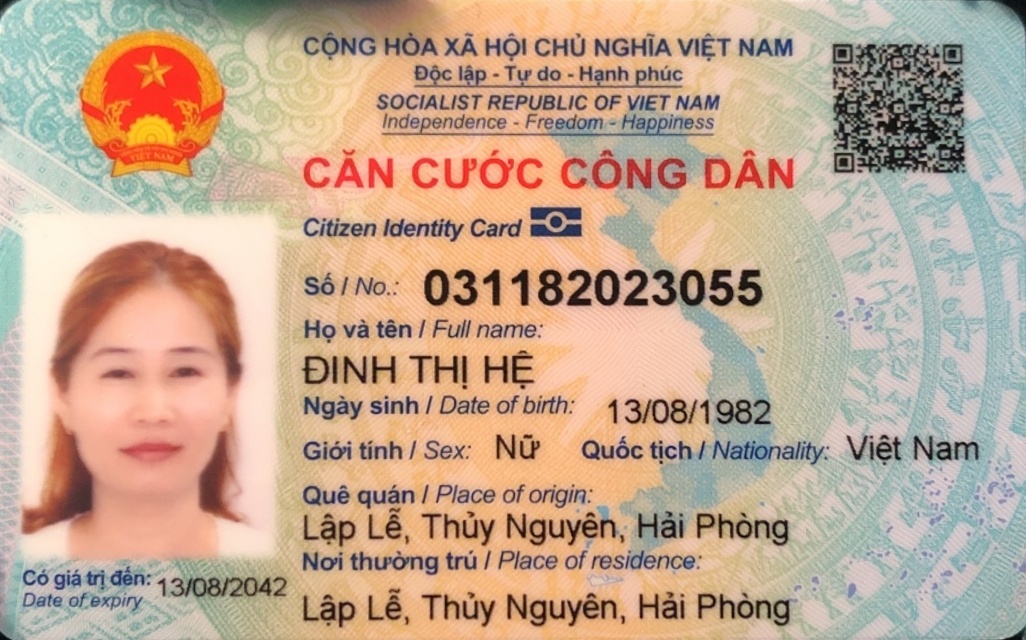 CỘNG HÒA XÃ HỘI CHỦ NGHĨA VIỆT NAM
Độc lập - Tự do - Hạnh phúc
SOCIALIST REPUBLIC OF VIET NAM
Independence - Freedom - Happiness
VIỆT NAM
CĂN CƯỚC CÔNG DÂN
Citizen Identity Card
Số / No.: 031182023055
Họ và tên / Full name:
ĐINH THỊ HỆ
Ngày sinh / Date of birth: 13/08/1982
Giới tính / Sex: Nữ Quốc tịch / Nationality: Việt Nam
Quê quán / Place of origin:
Lập Lễ, Thủy Nguyên, Hải Phòng
Nơi thường trú / Place of residence:
Lập Lễ, Thủy Nguyên, Hải Phòng
Có giá trị đến: 13/08/2042
Date of expiry